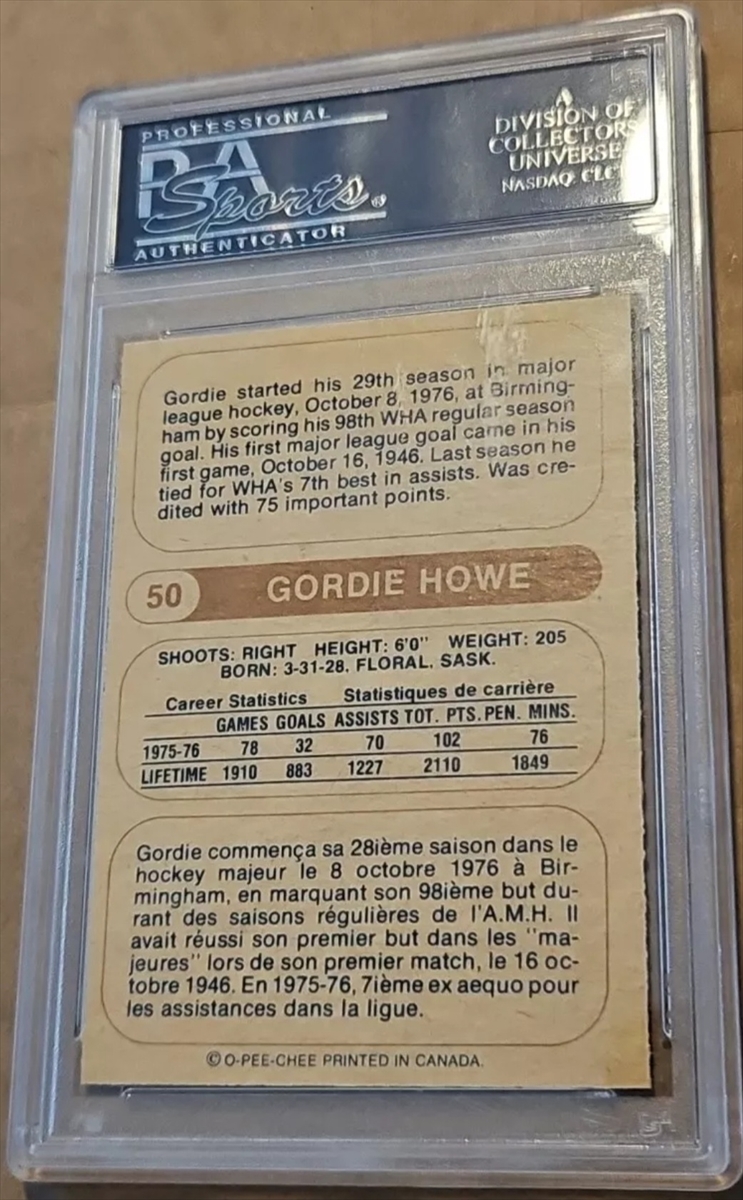 PROFESSIONAL
PSA
Sports®
AUTHENTICATOR
A
DIVISION OF
COLLECTORS
UNIVERSE
NASDAQ: CLCT
Gordie started his 29th season in major
league hockey, October 8, 1976, at Birming-
ham by scoring his 98th WHA regular season
goal. His first major league goal came in his
first game, October 16, 1946. Last season he
tied for WHA's 7th best in assists. Was cre-
dited with 75 important points.
50 GORDIE HOWE
SHOOTS: RIGHT HEIGHT: 6'0" WEIGHT: 205
BORN: 3-31-28. FLORAL, SASK.
Career Statistics Statistiques de carrière
GAMES GOALS ASSISTS TOT. PTS. PEN. MINS.
1975-76 78 32 70 102 76
LIFETIME 1910 883 1227 2110 1849
Gordie commença sa 28ième saison dans le
hockey majeur le 8 octobre 1976 à Bir-
mingham, en marquant son 98ième but du-
rant des saisons régulières de l'A.M.H. Il
avait réussi son premier but dans les "ma-
jeures" lors de son premier match, le 16 oc-
tobre 1946. En 1975-76, 7ième ex aequo pour
les assistances dans la ligue.
© O-PEE-CHEE PRINTED IN CANADA.